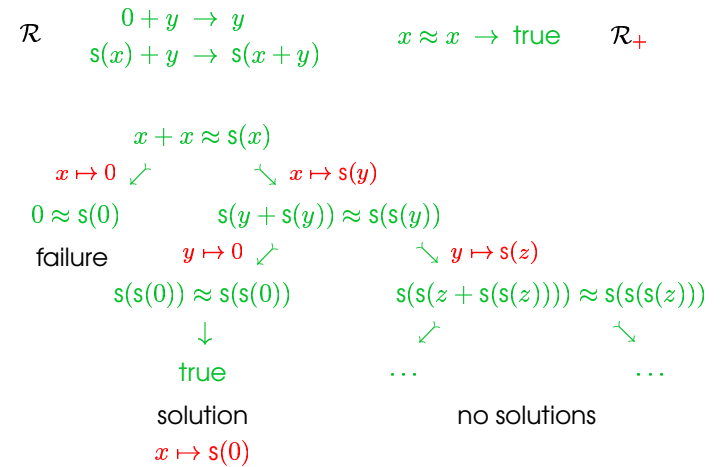 ℛ 0 + y → y
s(x) + y → s(x + y) x ≈ x → true ℛ₊
x + x ≈ s(x)
x ↦ 0 x ↦ s(y)
0 ≈ s(0) s(y + s(y)) ≈ s(s(y))
failure y ↦ 0 y ↦ s(z)
s(s(0)) ≈ s(s(0)) s(s(z + s(s(z)))) ≈ s(s(s(z)))
↓
true ⋯ ⋯
solution no solutions
x ↦ s(0)